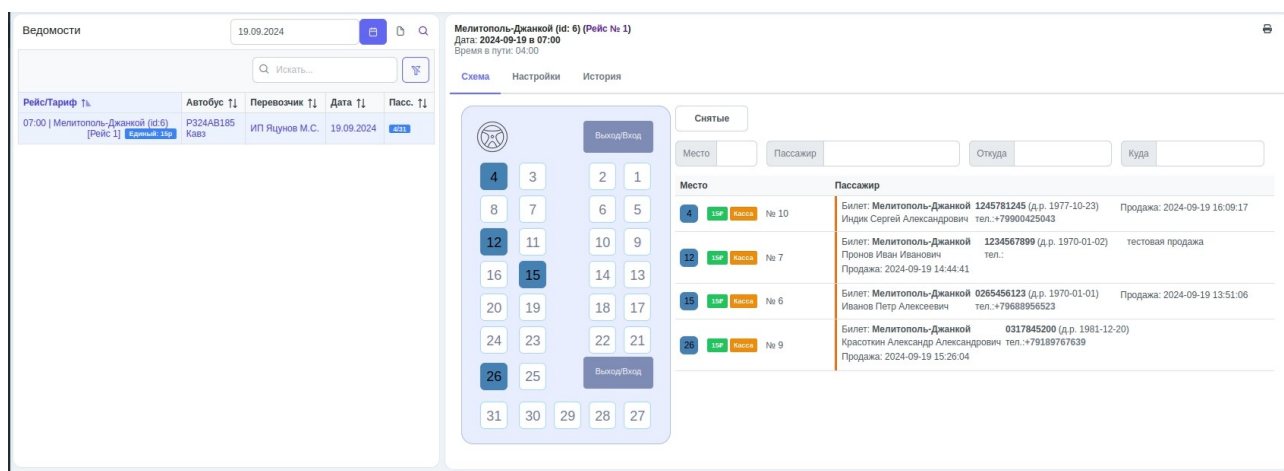 Ведомости
19.09.2024
Искать...
Рейс/Тариф Автобус Перевозчик Дата Пасс.
07:00 | Мелитополь-Джанкой (id:6) Р324АВ185 ИП Яцунов М.С. 19.09.2024 4/31
[Рейс 1] Единый: 15р Кавз
Мелитополь-Джанкой (id: 6) (Рейс № 1)
Дата: 2024-09-19 в 07:00
Время в пути: 04:00
Схема Настройки История
Выход/Вход
4 3 2 1
8 7 6 5
12 11 10 9
16 15 14 13
20 19 18 17
24 23 22 21
26 25 Выход/Вход
31 30 29 28 27
Снятые
Место Пассажир Откуда Куда
Место Пассажир
4 15₽ Касса № 10
Билет: Мелитополь-Джанкой 1245781245 (д.р. 1977-10-23) Продажа: 2024-09-19 16:09:17
Индик Сергей Александрович тел.:+79900425043
12 15₽ Касса № 7
Билет: Мелитополь-Джанкой 1234567899 (д.р. 1970-01-02) тестовая продажа
Пронов Иван Иванович тел.:
Продажа: 2024-09-19 14:44:41
15 15₽ Касса № 6
Билет: Мелитополь-Джанкой 0265456123 (д.р. 1970-01-01) Продажа: 2024-09-19 13:51:06
Иванов Петр Алексеевич тел.:+79688956523
26 15₽ Касса № 9
Билет: Мелитополь-Джанкой 0317845200 (д.р. 1981-12-20)
Красоткин Александр Александрович тел.:+79189767639
Продажа: 2024-09-19 15:26:04